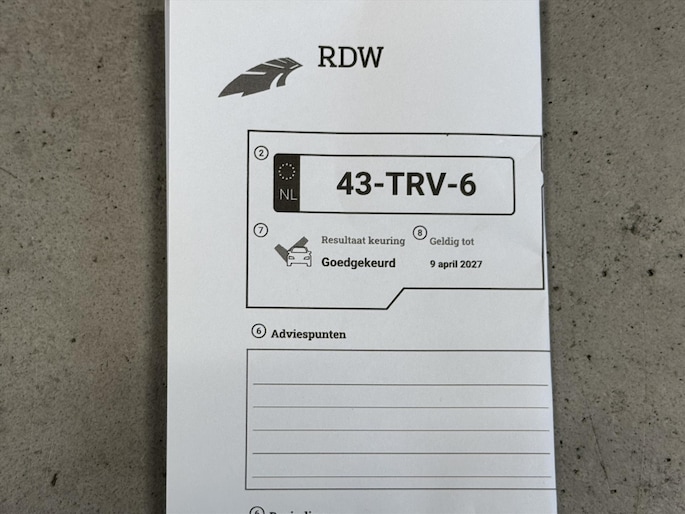 RDW
2
NL
43-TRV-6
7
Resultaat keuring
Goedgekeurd
8
Geldig tot
9 april 2027
6 Adviespunten